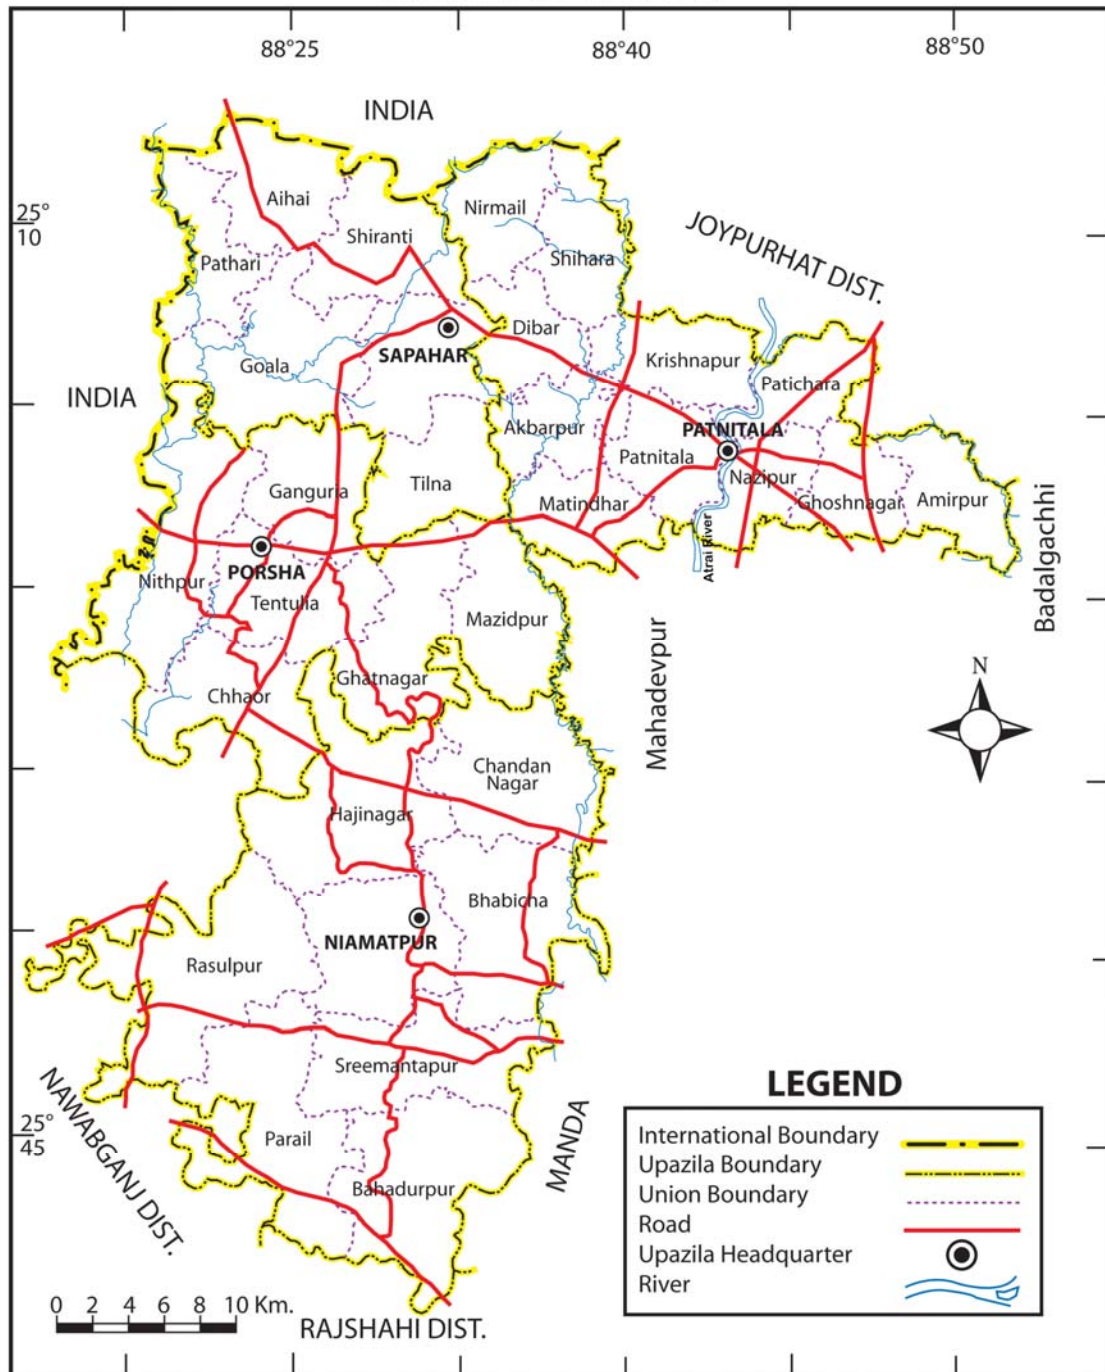 88°25
88°40
88°50
INDIA
Aihai
Nirmail
25°
10
Shiranti
JOYPURHAT DIST.
Pathari
Shihara
Dibar
SAPAHAR
Krishnapur
Goala
Patichara
INDIA
Akbarpur
PATNITALA
Patnitala
Ganguria
Tilna
Nazipur
Matindhar
Ghoshnagar
Amirpur
Atrai River
Badalgachhi
PORSHA
Nithpur
Tentulia
Mazidpur
Mahadevpur
N
Ghatnagar
Chhaor
Chandan
Nagar
Hajinagar
Bhabicha
NIAMATPUR
Rasulpur
Sreemantapur
NAWABGANJ DIST.
25°
45
Parail
MANDA
Bahadurpur
LEGEND
International Boundary
Upazila Boundary
Union Boundary
Road
Upazila Headquarter
River
0 2 4 6 8 10 Km.
RAJSHAHI DIST.